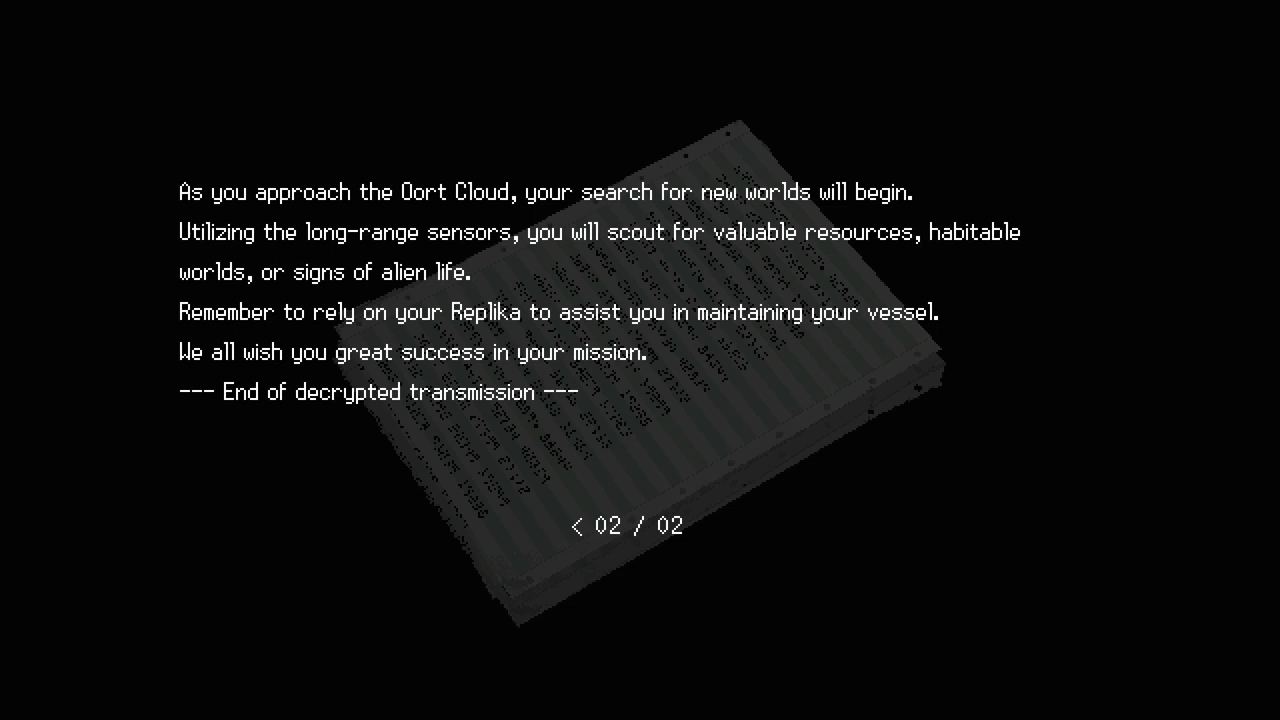 As you approach the Oort Cloud, your search for new worlds will begin.
Utilizing the long-range sensors, you will scout for valuable resources, habitable
worlds, or signs of alien life.
Remember to rely on your Replika to assist you in maintaining your vessel.
We all wish you great success in your mission.
--- End of decrypted transmission ---
< 02 / 02